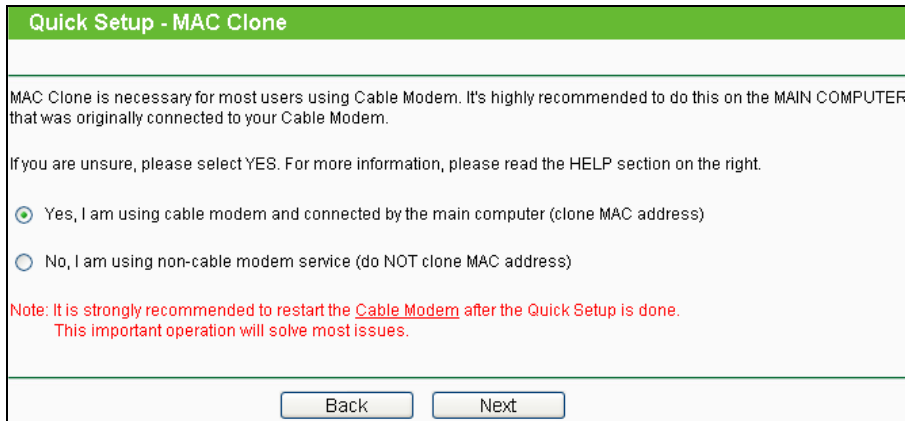 Quick Setup - MAC Clone
MAC Clone is necessary for most users using Cable Modem. It's highly recommended to do this on the MAIN COMPUTER
that was originally connected to your Cable Modem.
If you are unsure, please select YES. For more information, please read the HELP section on the right.
Yes, I am using cable modem and connected by the main computer (clone MAC address)
No, I am using non-cable modem service (do NOT clone MAC address)
Note: It is strongly recommended to restart the Cable Modem after the Quick Setup is done.
This important operation will solve most issues.
Back Next